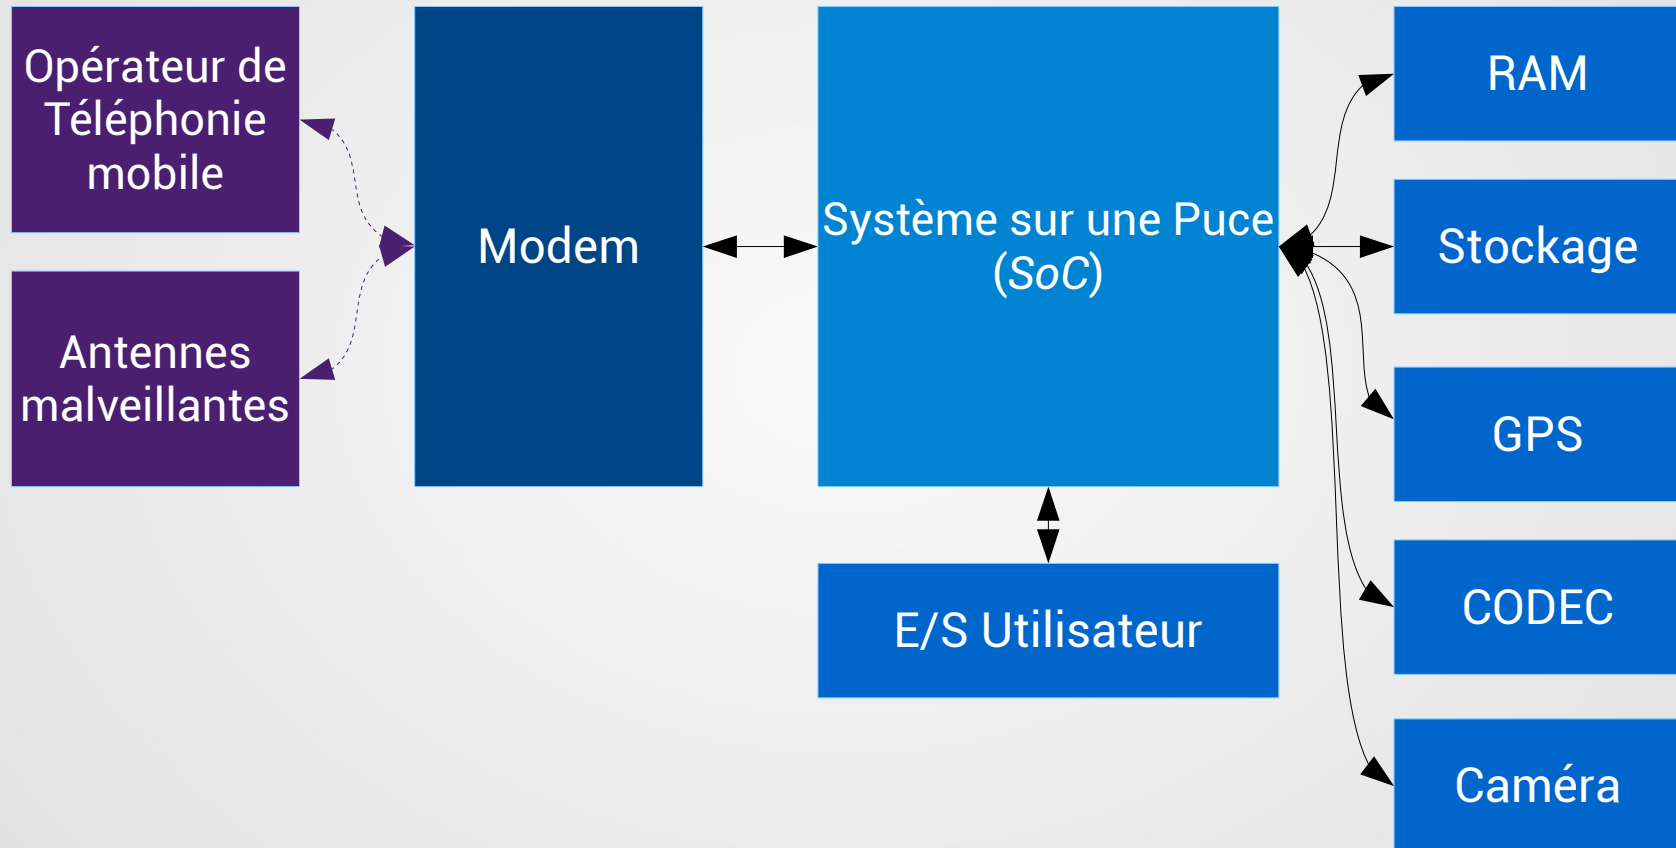 Opérateur de
Téléphonie
mobile
Antennes
malveillantes
Modem
Système sur une Puce
(SoC)
E/S Utilisateur
RAM
Stockage
GPS
CODEC
Caméra